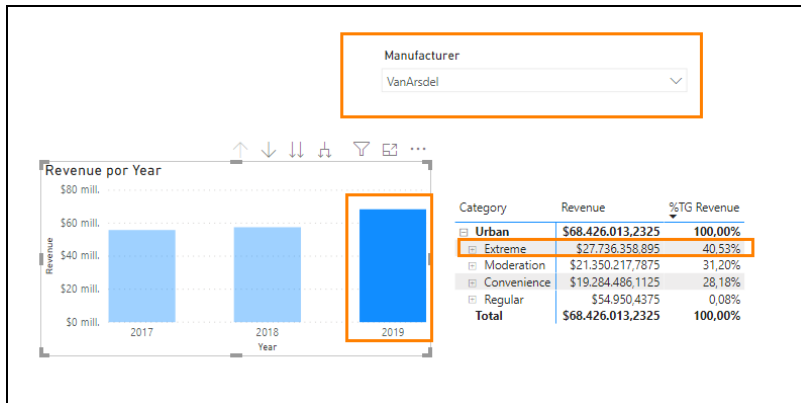 Manufacturer
VanArsdel
Revenue por Year
$80 mill.
$60 mill.
$40 mill.
$20 mill.
$0 mill.
Revenue
2017 2018 2019
Year
Category Revenue %TG Revenue
Urban $68.426.013,2325 100,00%
Extreme $27.736.358,895 40,53%
Moderation $21.350.217,7875 31,20%
Convenience $19.284.486,1125 28,18%
Regular $54.950,4375 0,08%
Total $68.426.013,2325 100,00%